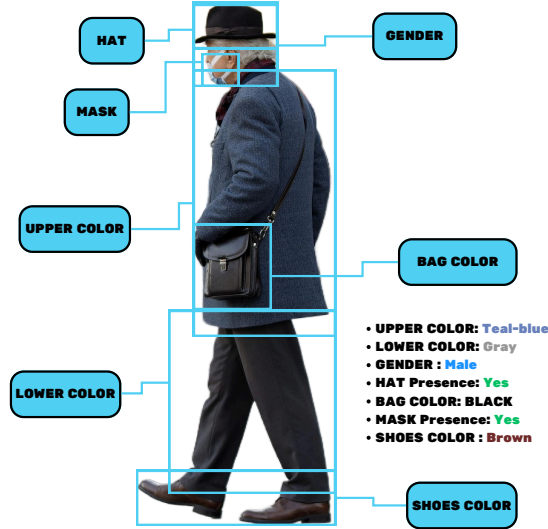 HAT
GENDER
MASK
UPPER COLOR
BAG COLOR
• UPPER COLOR: Teal-blue
• LOWER COLOR: Gray
• GENDER : Male
• HAT Presence: Yes
• BAG COLOR: BLACK
• MASK Presence: Yes
• SHOES COLOR : Brown
LOWER COLOR
SHOES COLOR